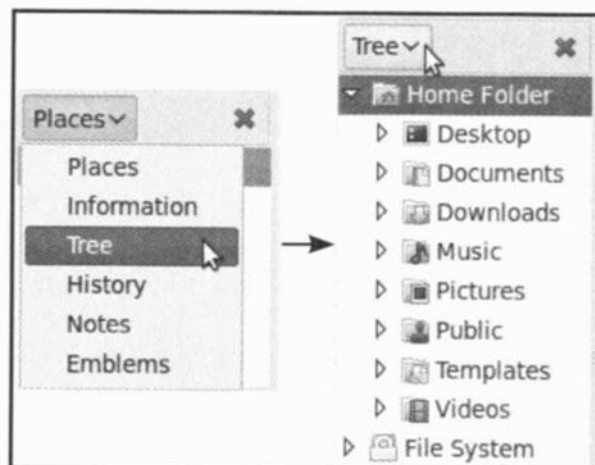 Places
Places
Information
Tree
History
Notes
Emblems
Tree
Home Folder
Desktop
Documents
Downloads
Music
Pictures
Public
Templates
Videos
File System